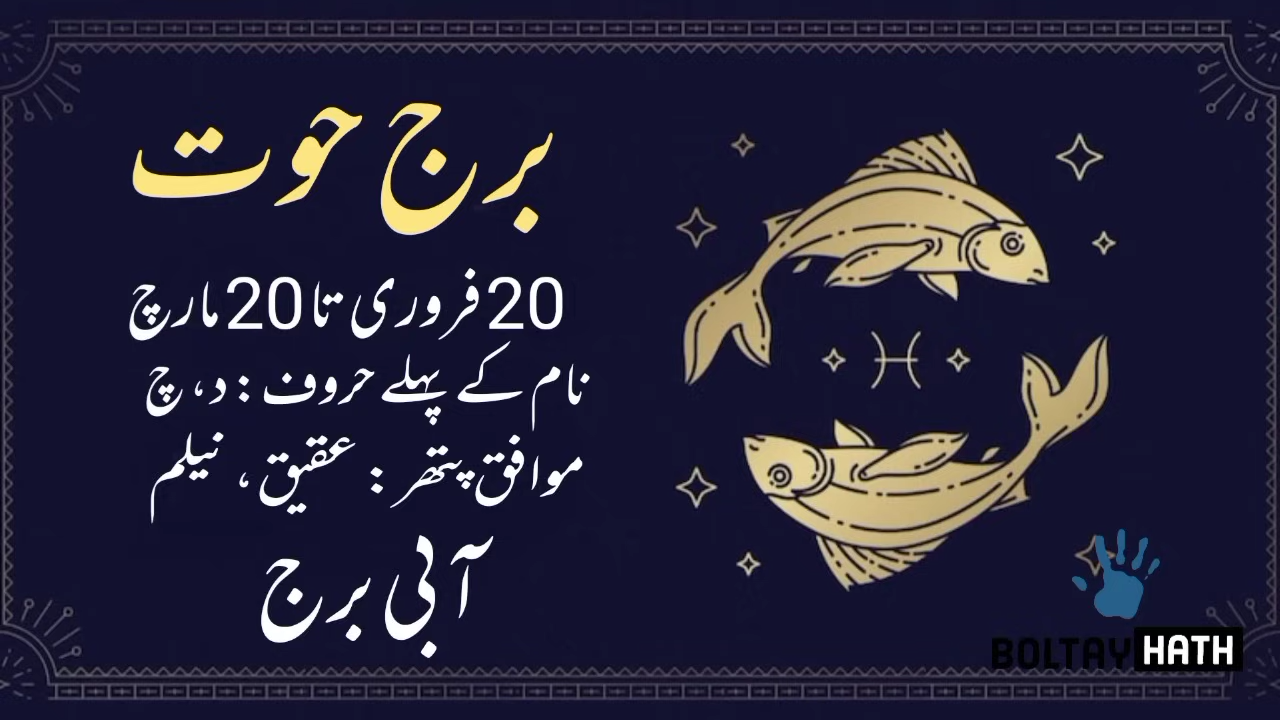 برج حوت
20 فروری تا 20 مارچ
نام کے پہلے حروف : د، چ
موافق پتھر : عقیق، نیلم
آبی برج
BOLTAY HATH